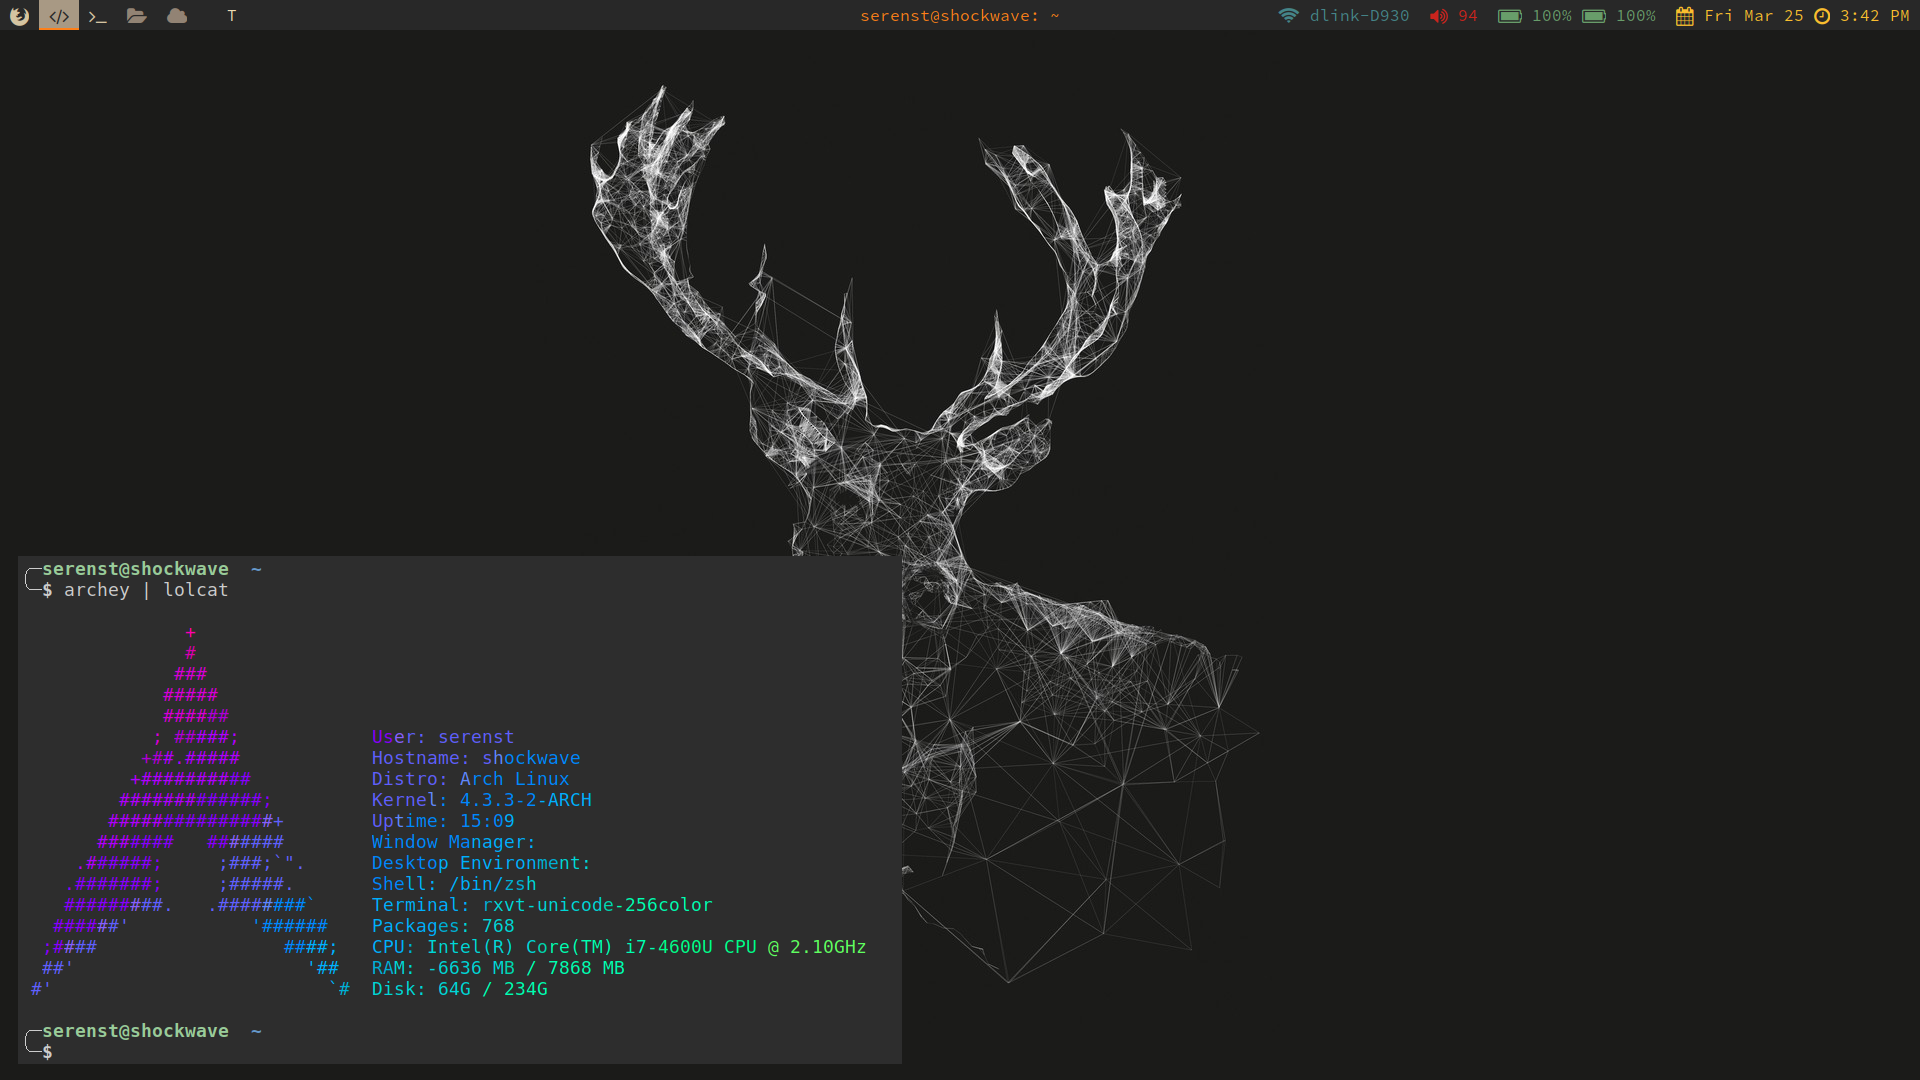 T serenst@shockwave: ~ dlink-D930 94 100% 100% Fri Mar 25 3:42 PM
serenst@shockwave ~
$ archey | lolcat
+
#
###
#####
######
; #####; User: serenst
+##.##### Hostname: shockwave
+########## Distro: Arch Linux
#############; Kernel: 4.3.3-2-ARCH
###############+ Uptime: 15:09
####### ####### Window Manager:
.######; ;###;`". Desktop Environment:
.#######; ;#####. Shell: /bin/zsh
#########. .########` Terminal: rxvt-unicode-256color
######' '###### Packages: 768
;#### ####; CPU: Intel(R) Core(TM) i7-4600U CPU @ 2.10GHz
##' '## RAM: -6636 MB / 7868 MB
#' `# Disk: 64G / 234G
serenst@shockwave ~
$